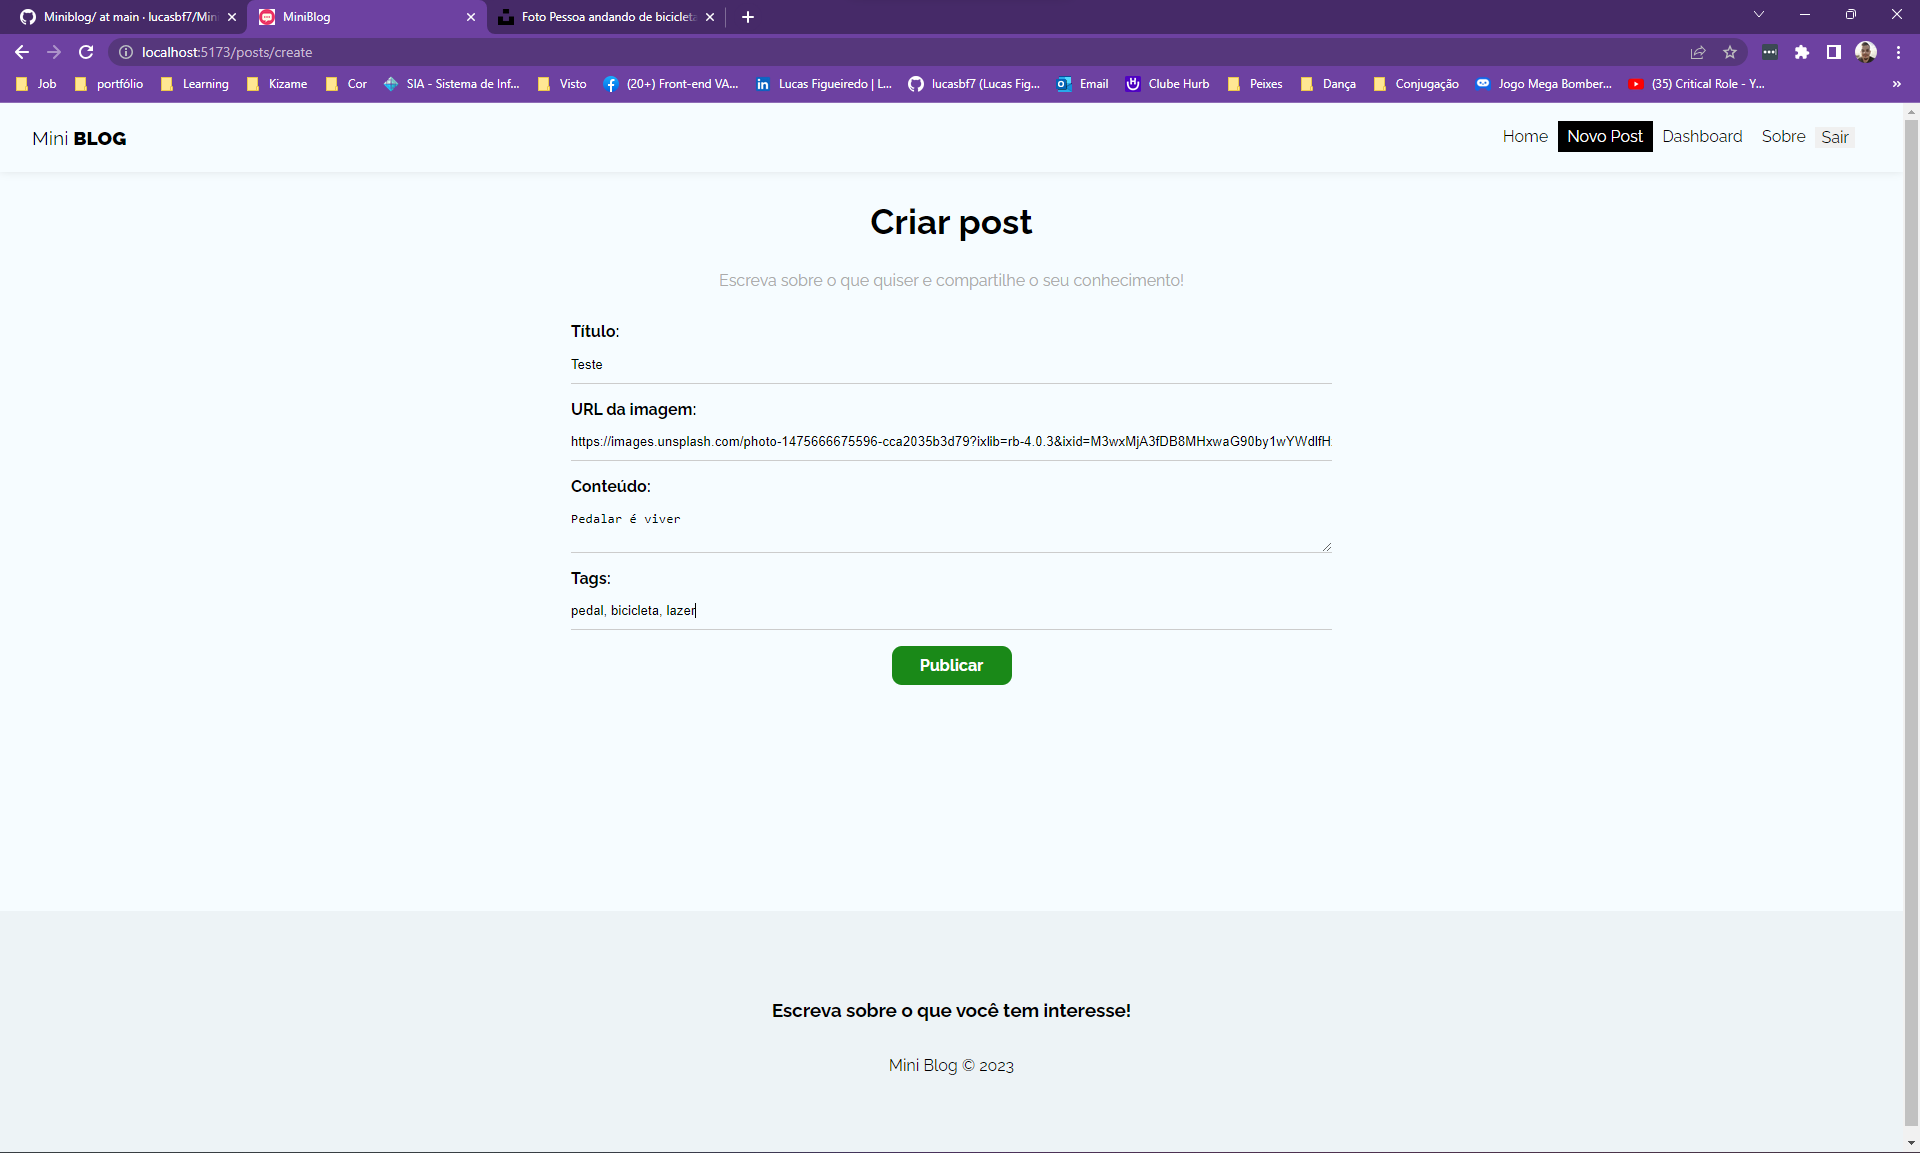 Miniblog/ at main · lucasbf7/Min
MiniBlog
Foto Pessoa andando de bicicleta
localhost:5173/posts/create
Job
portfólio
Learning
Kizame
Cor
SIA - Sistema de Inf...
Visto
(20+) Front-end VA...
Lucas Figueiredo | L...
lucasbf7 (Lucas Fig...
Email
Clube Hurb
Peixes
Dança
Conjugação
Jogo Mega Bomber...
(35) Critical Role - Y...
»
Mini BLOG
Home
Novo Post
Dashboard
Sobre
Sair
Criar post
Escreva sobre o que quiser e compartilhe o seu conhecimento!
Título:
Teste
URL da imagem:
https://images.unsplash.com/photo-1475666675596-cca2035b3d79?ixlib=rb-4.0.3&ixid=M3wxMjA3fDB8MHxwaG90by1wYWdlfH
Conteúdo:
Pedalar é viver
Tags:
pedal, bicicleta, lazer
Publicar
Escreva sobre o que você tem interesse!
Mini Blog © 2023